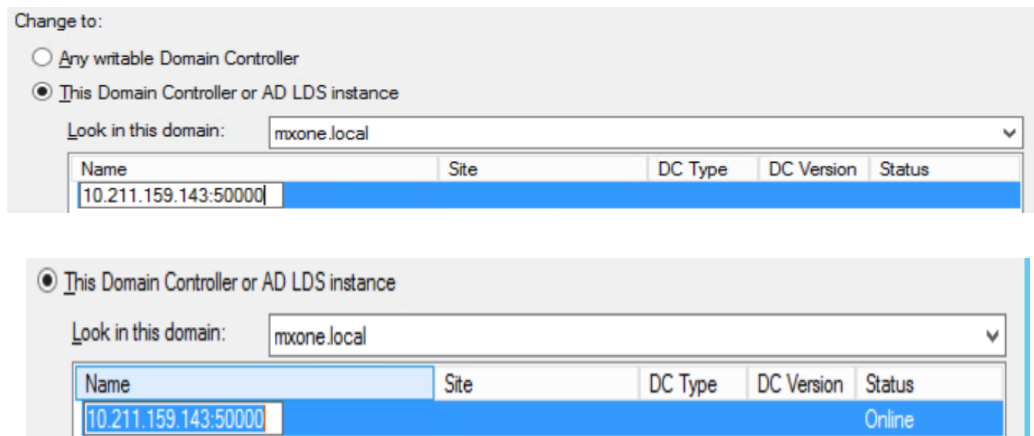 Change to:
Any writable Domain Controller
This Domain Controller or AD LDS instance
Look in this domain: mxone.local
Name Site DC Type DC Version Status
10.211.159.143:50000
This Domain Controller or AD LDS instance
Look in this domain: mxone.local
Name Site DC Type DC Version Status
10.211.159.143:50000 Online